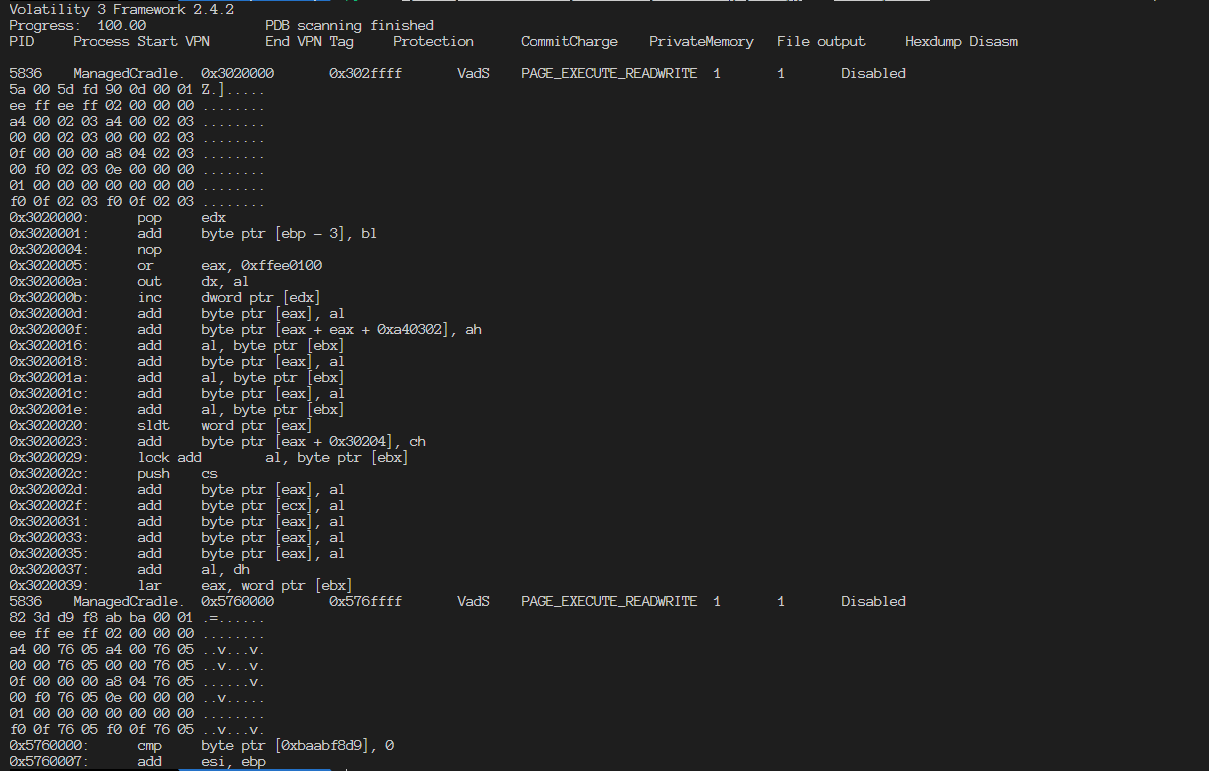 Volatility 3 Framework 2.4.2
Progress:  100.00               PDB scanning finished
PID     Process Start VPN       End VPN Tag     Protection      CommitCharge    PrivateMemory   File output     Hexdump Disasm
5836    ManagedCradle.  0x3020000       0x302ffff       VadS    PAGE_EXECUTE_READWRITE  1       1       Disabled
5a 00 5d fd 90 0d 00 01 Z.].....
ee ff ee ff 02 00 00 00 ........
a4 00 02 03 a4 00 02 03 ........
00 00 02 03 00 00 02 03 ........
0f 00 00 00 a8 04 02 03 ........
00 f0 02 03 0e 00 00 00 ........
01 00 00 00 00 00 00 00 ........
f0 0f 02 03 f0 0f 02 03 ........
0x3020000:      pop     edx
0x3020001:      add     byte ptr [ebp - 3], bl
0x3020004:      nop
0x3020005:      or      eax, 0xffee0100
0x302000a:      out     dx, al
0x302000b:      inc     dword ptr [edx]
0x302000d:      add     byte ptr [eax], al
0x302000f:      add     byte ptr [eax + eax + 0xa40302], ah
0x3020016:      add     al, byte ptr [ebx]
0x3020018:      add     byte ptr [eax], al
0x302001a:      add     al, byte ptr [ebx]
0x302001c:      add     byte ptr [eax], al
0x302001e:      add     al, byte ptr [ebx]
0x3020020:      sldt    word ptr [eax]
0x3020023:      add     byte ptr [eax + 0x30204], ch
0x3020029:      lock add        al, byte ptr [ebx]
0x302002c:      push    cs
0x302002d:      add     byte ptr [eax], al
0x302002f:      add     byte ptr [ecx], al
0x3020031:      add     byte ptr [eax], al
0x3020033:      add     byte ptr [eax], al
0x3020035:      add     byte ptr [eax], al
0x3020037:      add     al, dh
0x3020039:      lar     eax, word ptr [ebx]
5836    ManagedCradle.  0x5760000       0x576ffff       VadS    PAGE_EXECUTE_READWRITE  1       1       Disabled
82 3d d9 f8 ab ba 00 01 .=......
ee ff ee ff 02 00 00 00 ........
a4 00 76 05 a4 00 76 05 ..v...v.
00 00 76 05 00 00 76 05 ..v...v.
0f 00 00 00 a8 04 76 05 ......v.
00 f0 76 05 0e 00 00 00 ..v.....
01 00 00 00 00 00 00 00 ........
f0 0f 76 05 f0 0f 76 05 ..v...v.
0x5760000:      cmp     byte ptr [0xbaabf8d9], 0
0x5760007:      add     esi, ebp